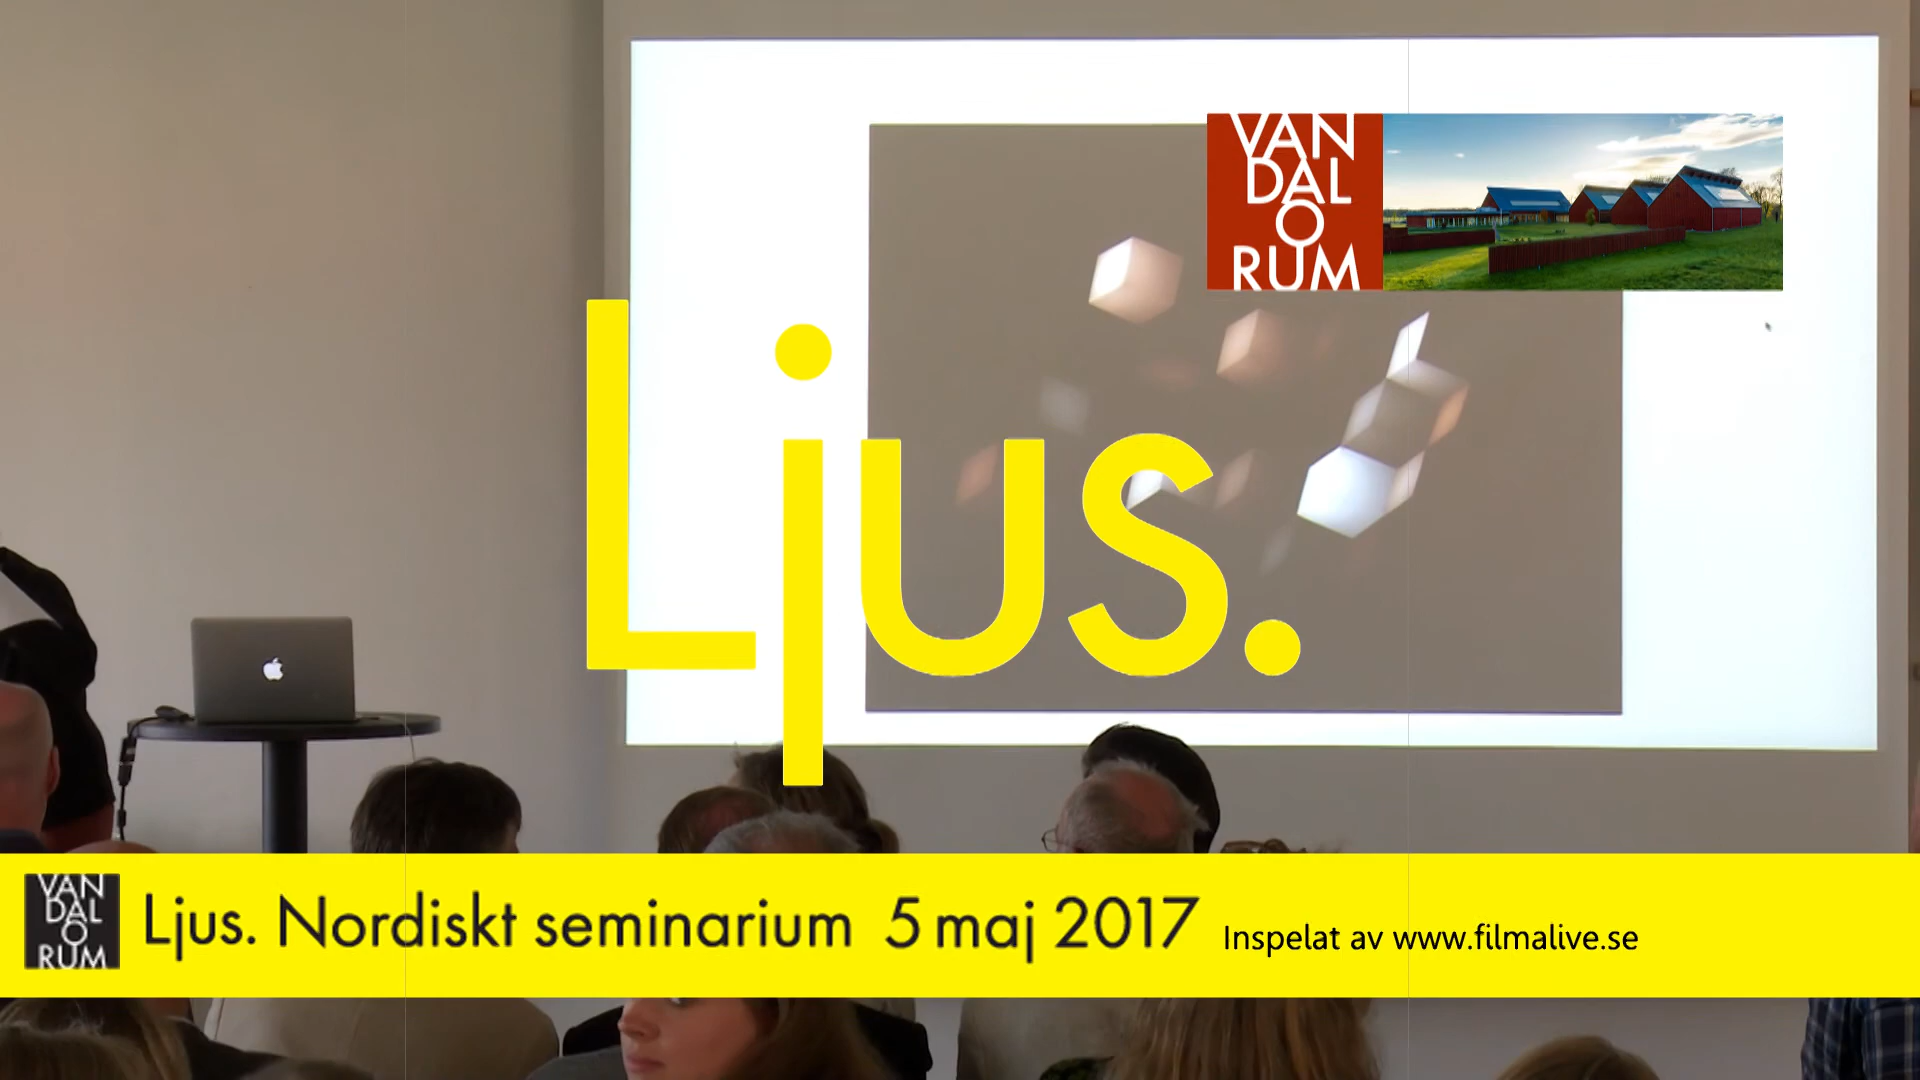 VAN
DAL
O
RUM
Ljus.
VAN
DAL
O
RUM
Ljus. Nordiskt seminarium 5 maj 2017 Inspelat av www.filmalive.se